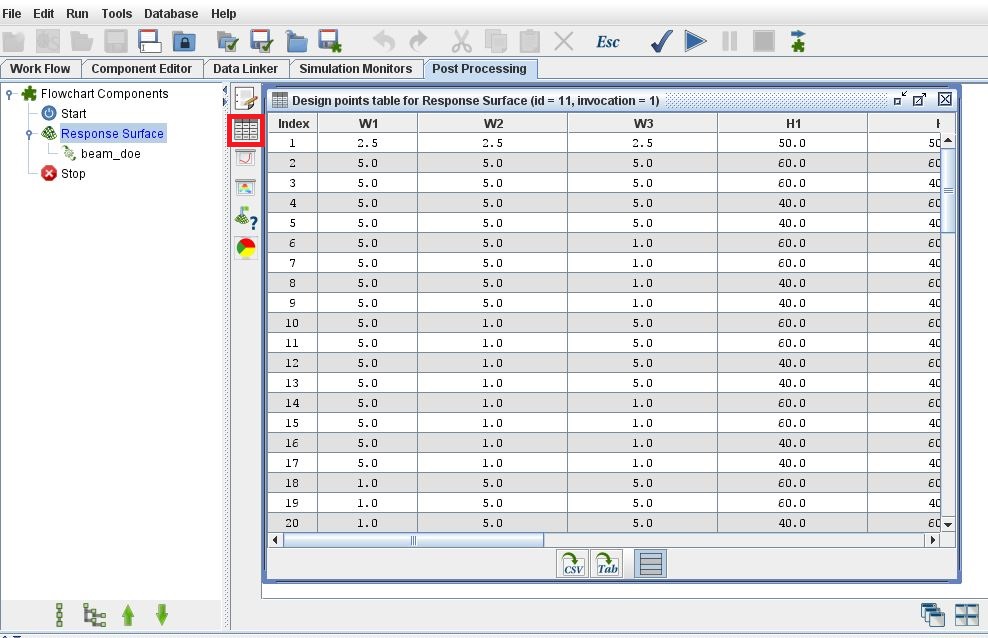 File Edit Run Tools Database Help
Esc
Work Flow Component Editor Data Linker Simulation Monitors Post Processing
Flowchart Components
Start
Response Surface
beam_doe
Stop
Design points table for Response Surface (id = 11, invocation = 1)
Index W1 W2 W3 H1
1 2.5 2.5 2.5 50.0 50
2 5.0 5.0 5.0 60.0 60
3 5.0 5.0 5.0 60.0 40
4 5.0 5.0 5.0 40.0 60
5 5.0 5.0 5.0 40.0 40
6 5.0 5.0 1.0 60.0 60
7 5.0 5.0 1.0 60.0 40
8 5.0 5.0 1.0 40.0 60
9 5.0 5.0 1.0 40.0 40
10 5.0 1.0 5.0 60.0 60
11 5.0 1.0 5.0 60.0 40
12 5.0 1.0 5.0 40.0 60
13 5.0 1.0 5.0 40.0 40
14 5.0 1.0 1.0 60.0 60
15 5.0 1.0 1.0 60.0 40
16 5.0 1.0 1.0 40.0 60
17 5.0 1.0 1.0 40.0 40
18 1.0 5.0 5.0 60.0 60
19 1.0 5.0 5.0 60.0 40
20 1.0 5.0 5.0 40.0 60
CSV Tab